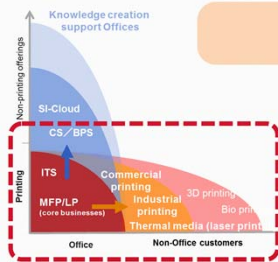 Knowledge creation
support Offices
Non-printing offerings
SI-Cloud
CS／BPS
Printing
ITS
Commercial
printing
MFP/LP
(core businesses)
Industrial
printing
3D printing
Bio
Thermal media (laser
Office
Non-Office customers